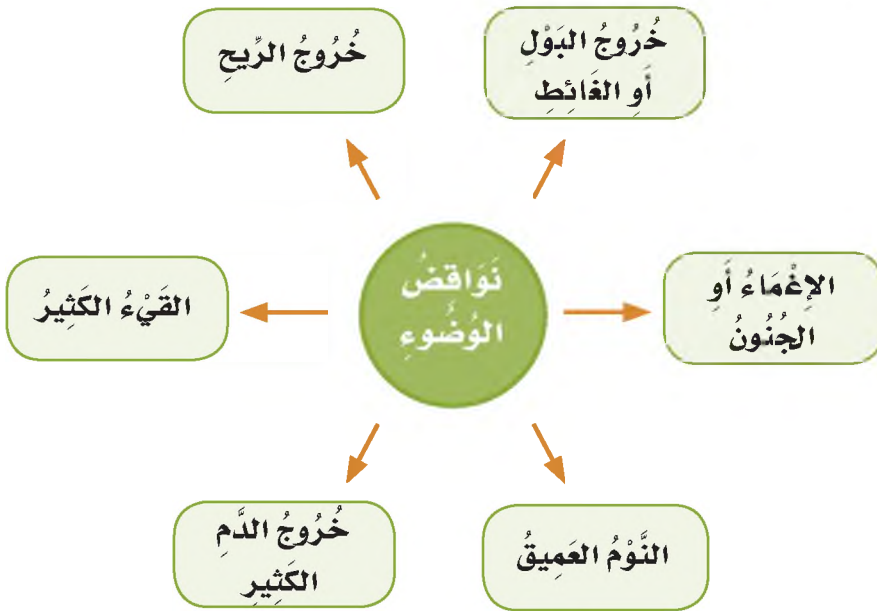 خُرُوجُ البَوْلِ
أَوِ الغَائِطِ
خُرُوجُ الرِّيحِ
نَوَاقِضُ
الوُضُوءِ
الإِغْمَاءُ أَوِ
الجُنُونُ
القَيْءُ الكَثِيرُ
النَّوْمُ العَمِيقُ
خُرُوجُ الدَّمِ
الكَثِيرِ